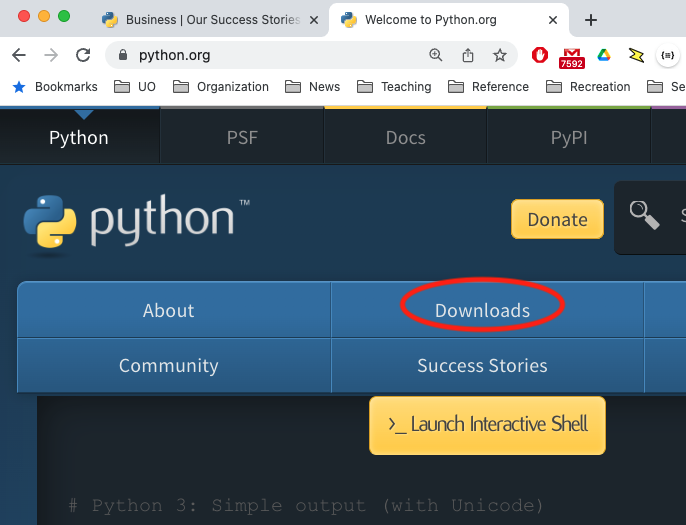 Business | Our Success Stories
Welcome to Python.org
python.org
7592
Bookmarks UO Organization News Teaching Reference Recreation Se
Python PSF Docs PyPI
python™
Donate
S
About Downloads
Community Success Stories
>_ Launch Interactive Shell
# Python 3: Simple output (with Unicode)